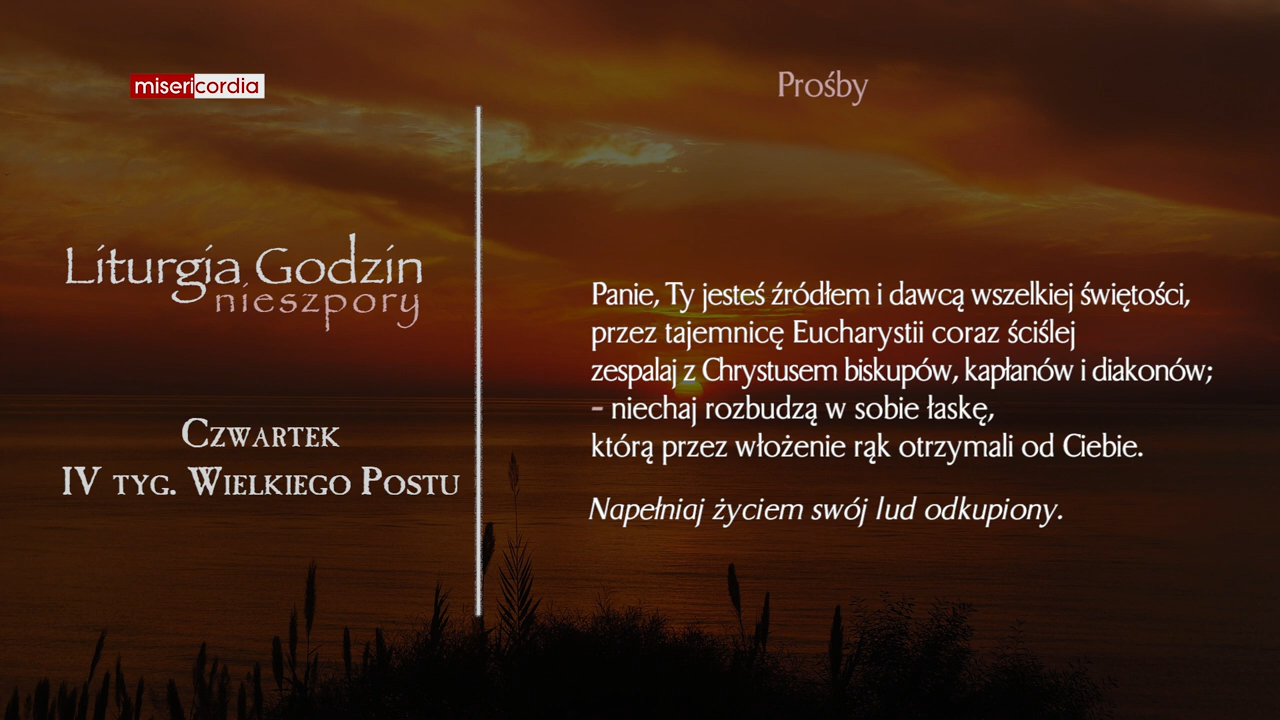 misericordia
Liturgia Godzin
nieszpory
Czwartek
IV tyg. Wielkiego Postu
Prośby
Panie, Ty jesteś źródłem i dawcą wszelkiej świętości,
przez tajemnicę Eucharystii coraz ściślej
zespalaj z Chrystusem biskupów, kapłanów i diakonów;
- niechaj rozbudzą w sobie łaskę,
którą przez włożenie rąk otrzymali od Ciebie.
Napełniaj życiem swój lud odkupiony.